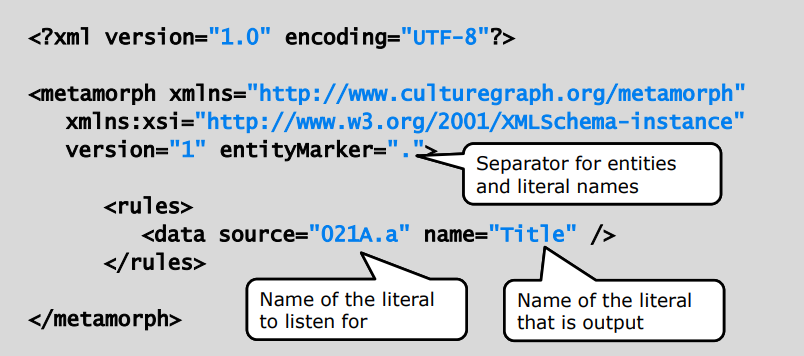 <?xml version="1.0" encoding="UTF-8"?>
<metamorph xmlns="http://www.culturegraph.org/metamorph"
xmlns:xsi="http://www.w3.org/2001/XMLSchema-instance"
version="1" entityMarker=".">
Separator for entities
and literal names
<rules>
<data source="021A.a" name="Title" />
</rules>
Name of the literal
to listen for
Name of the literal
that is output
</metamorph>